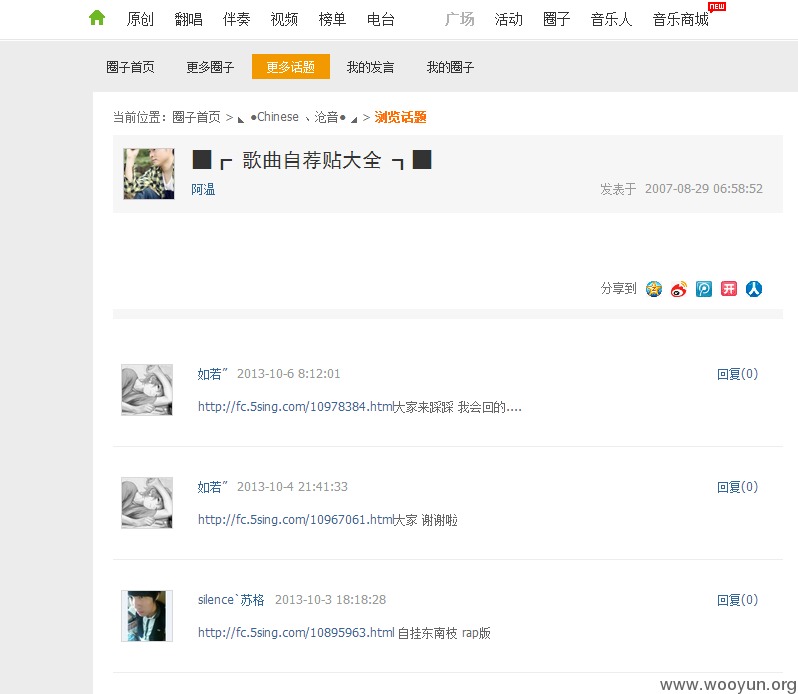 原创 翻唱 伴奏 视频 榜单 电台 广场 活动 圈子 音乐人 音乐商城 NEW
圈子首页 更多圈子 更多话题 我的发言 我的圈子
当前位置：圈子首页 > ◣ ●Chinese 、沧音● ◢ > 浏览话题
■┏ 歌曲自荐贴大全 ┓■
阿温 发表于 2007-08-29 06:58:52
分享到
如若〞 2013-10-6 8:12:01 回复(0)
http://fc.5sing.com/10978384.html大家来踩踩 我会回的....
如若〞 2013-10-4 21:41:33 回复(0)
http://fc.5sing.com/10967061.html大家 谢谢啦
silence`苏格 2013-10-3 18:18:28 回复(0)
http://fc.5sing.com/10895963.html 自挂东南枝 rap版
www.wooyun.org